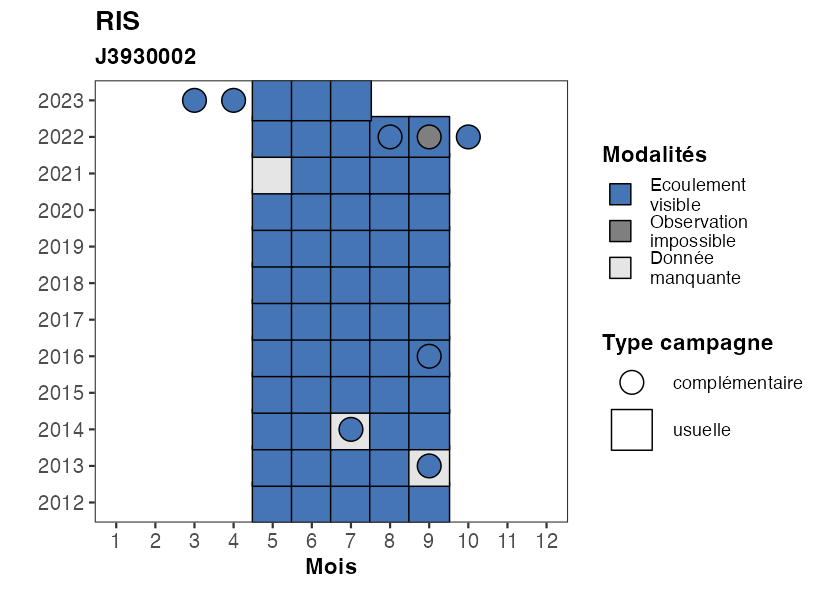 RIS
J3930002
2023
2022
2021
2020
2019
2018
2017
2016
2015
2014
2013
2012
1 2 3 4 5 6 7 8 9 10 11 12
Mois
Modalités
Ecoulement
visible
Observation
impossible
Donnée
manquante
Type campagne
complémentaire
usuelle